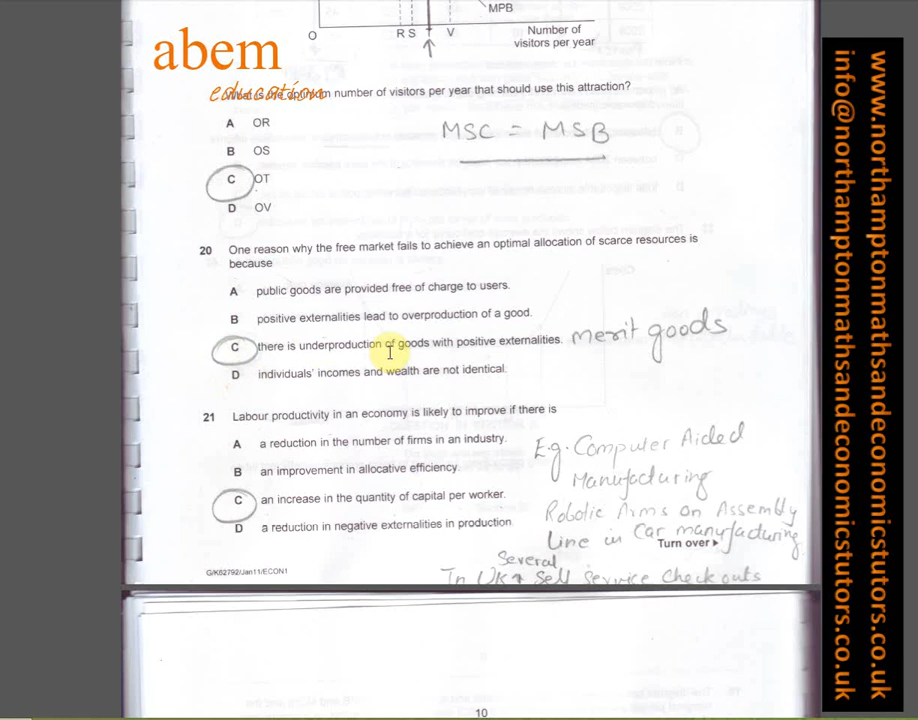 MPB
O
R S
V
Number of
visitors per year
abem
education
number of visitors per year that should use this attraction?
A OR
MSC = MSB
B OS
C OT
D OV
20 One reason why the free market fails to achieve an optimal allocation of scarce resources is
because
A public goods are provided free of charge to users.
B positive externalities lead to overproduction of a good.
C there is underproduction of goods with positive externalities. merit goods
D individuals' incomes and wealth are not identical.
21 Labour productivity in an economy is likely to improve if there is
A a reduction in the number of firms in an industry.
B an improvement in allocative efficiency.
C an increase in the quantity of capital per worker.
D a reduction in negative externalities in production.
E.g. Computer Aided
Manufacturing
Robotic Arms on Assembly
Line in Car manufacturing
Turn over
Several
In UK Self Service Checkouts
G/K62792/Jan11/ECON1
10
www.northamptonmathsandeconomicstutors.co.uk
info@northamptonmathsandeconomicstutors.co.uk